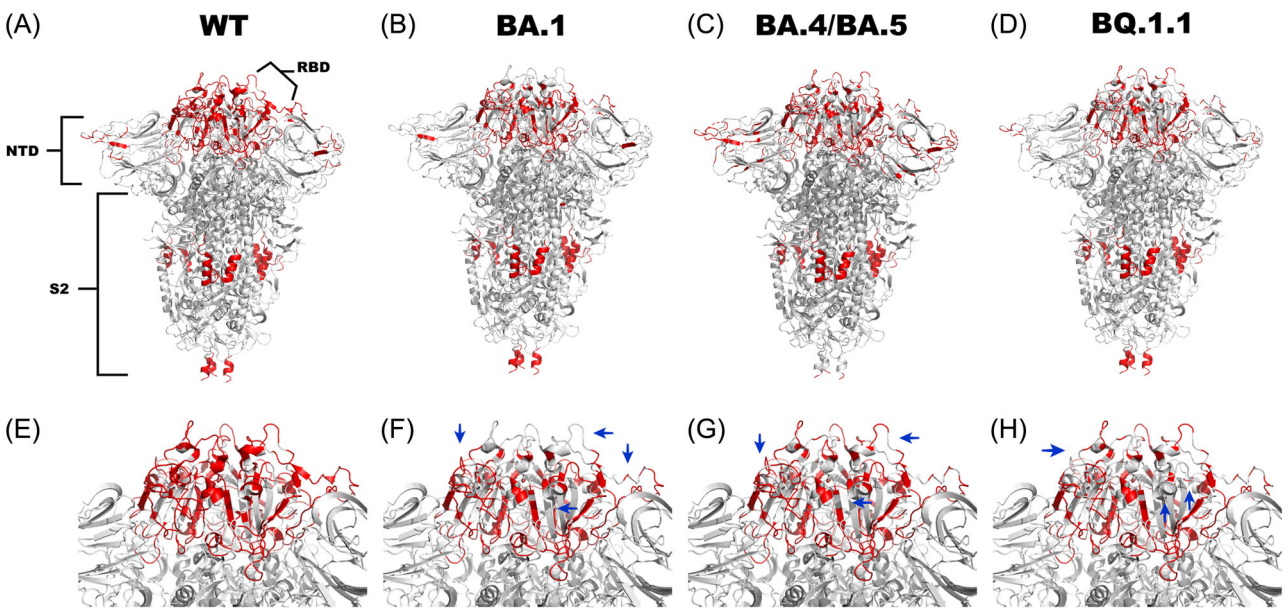 (A) WT
(B) BA.1
(C) BA.4/BA.5
(D) BQ.1.1
RBD
NTD
S2
(E)
(F)
(G)
(H)